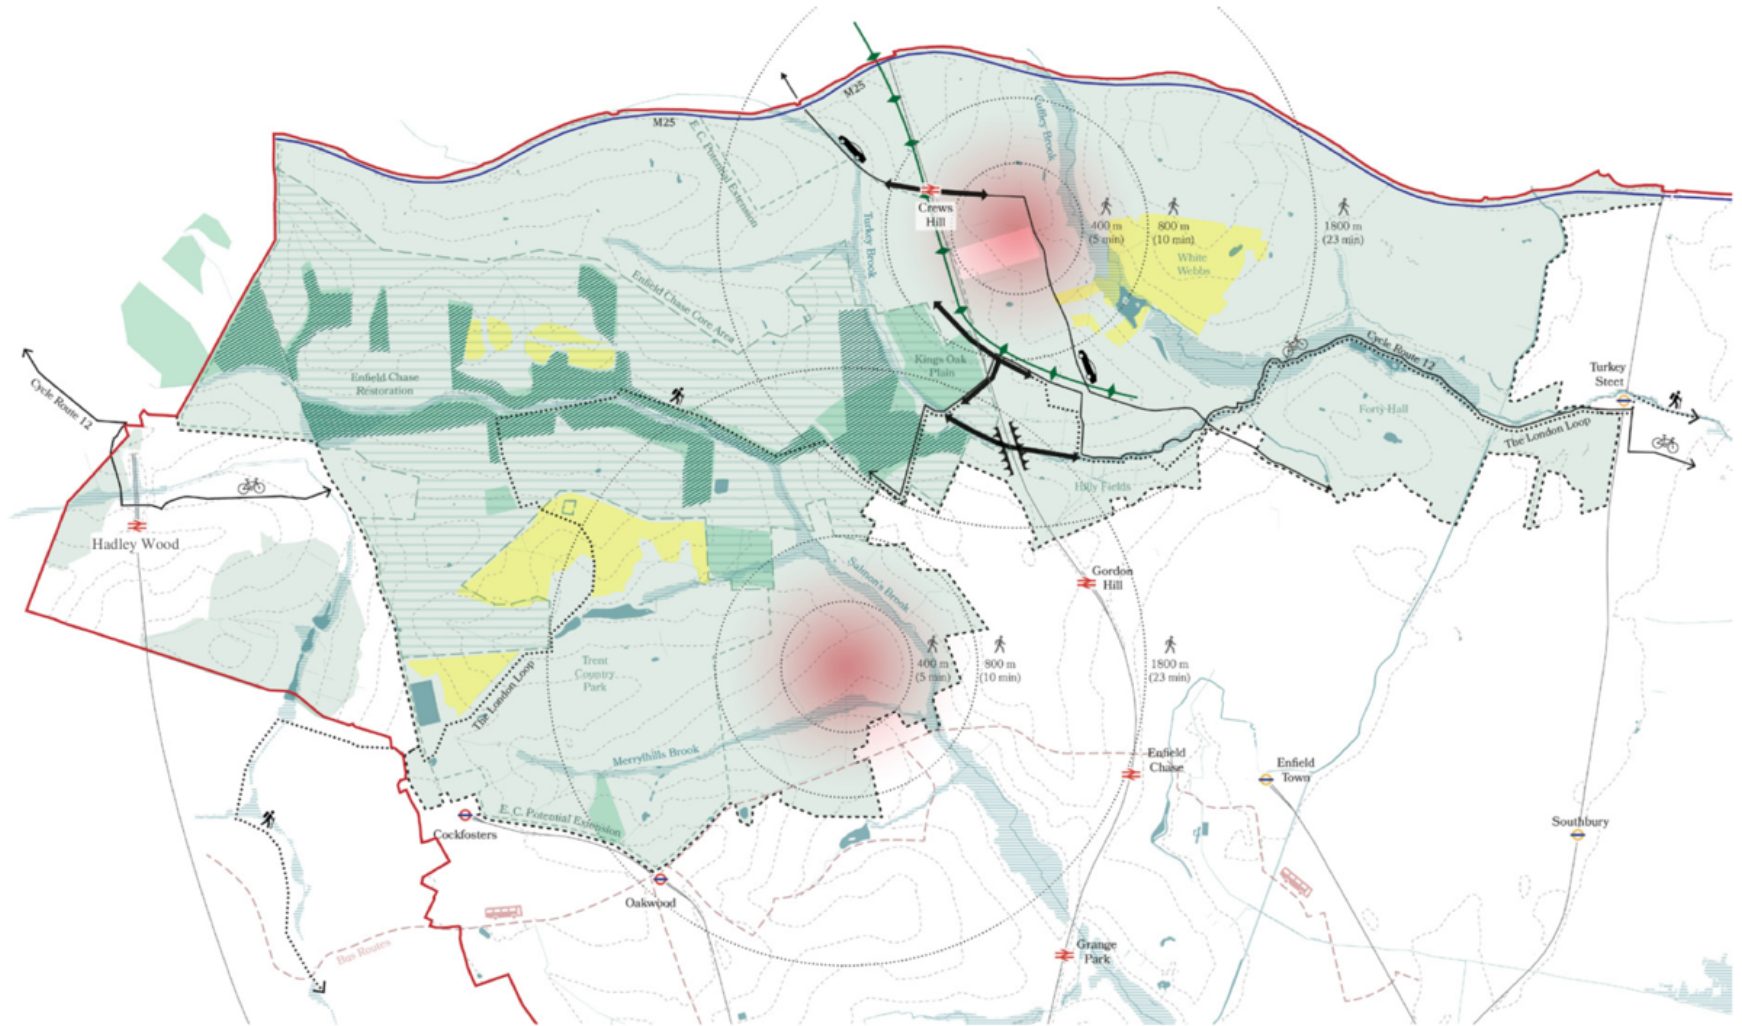 M25
M25
E. C. Potential Extension
Cuffley Brook
Crews
Hill
Turkey Brook
400 m
(5 min)
800 m
(10 min)
1800 m
(23 min)
White
Webbs
Enfield Chase Core Area
Cycle Route 12
Enfield Chase
Restoration
Kings Oak
Plain
Cycle Route 12
Turkey
Steet
Forty Hall
The London Loop
Hilly Fields
Hadley Wood
Gordon
Hill
Salmon's Brook
400 m
(5 min)
800 m
(10 min)
1800 m
(23 min)
Trent
Country
Park
The London Loop
Merryhills Brook
Enfield
Chase
Enfield
Town
E. C. Potential Extension
Cockfosters
Southbury
Oakwood
Bus Routes
Grange
Park